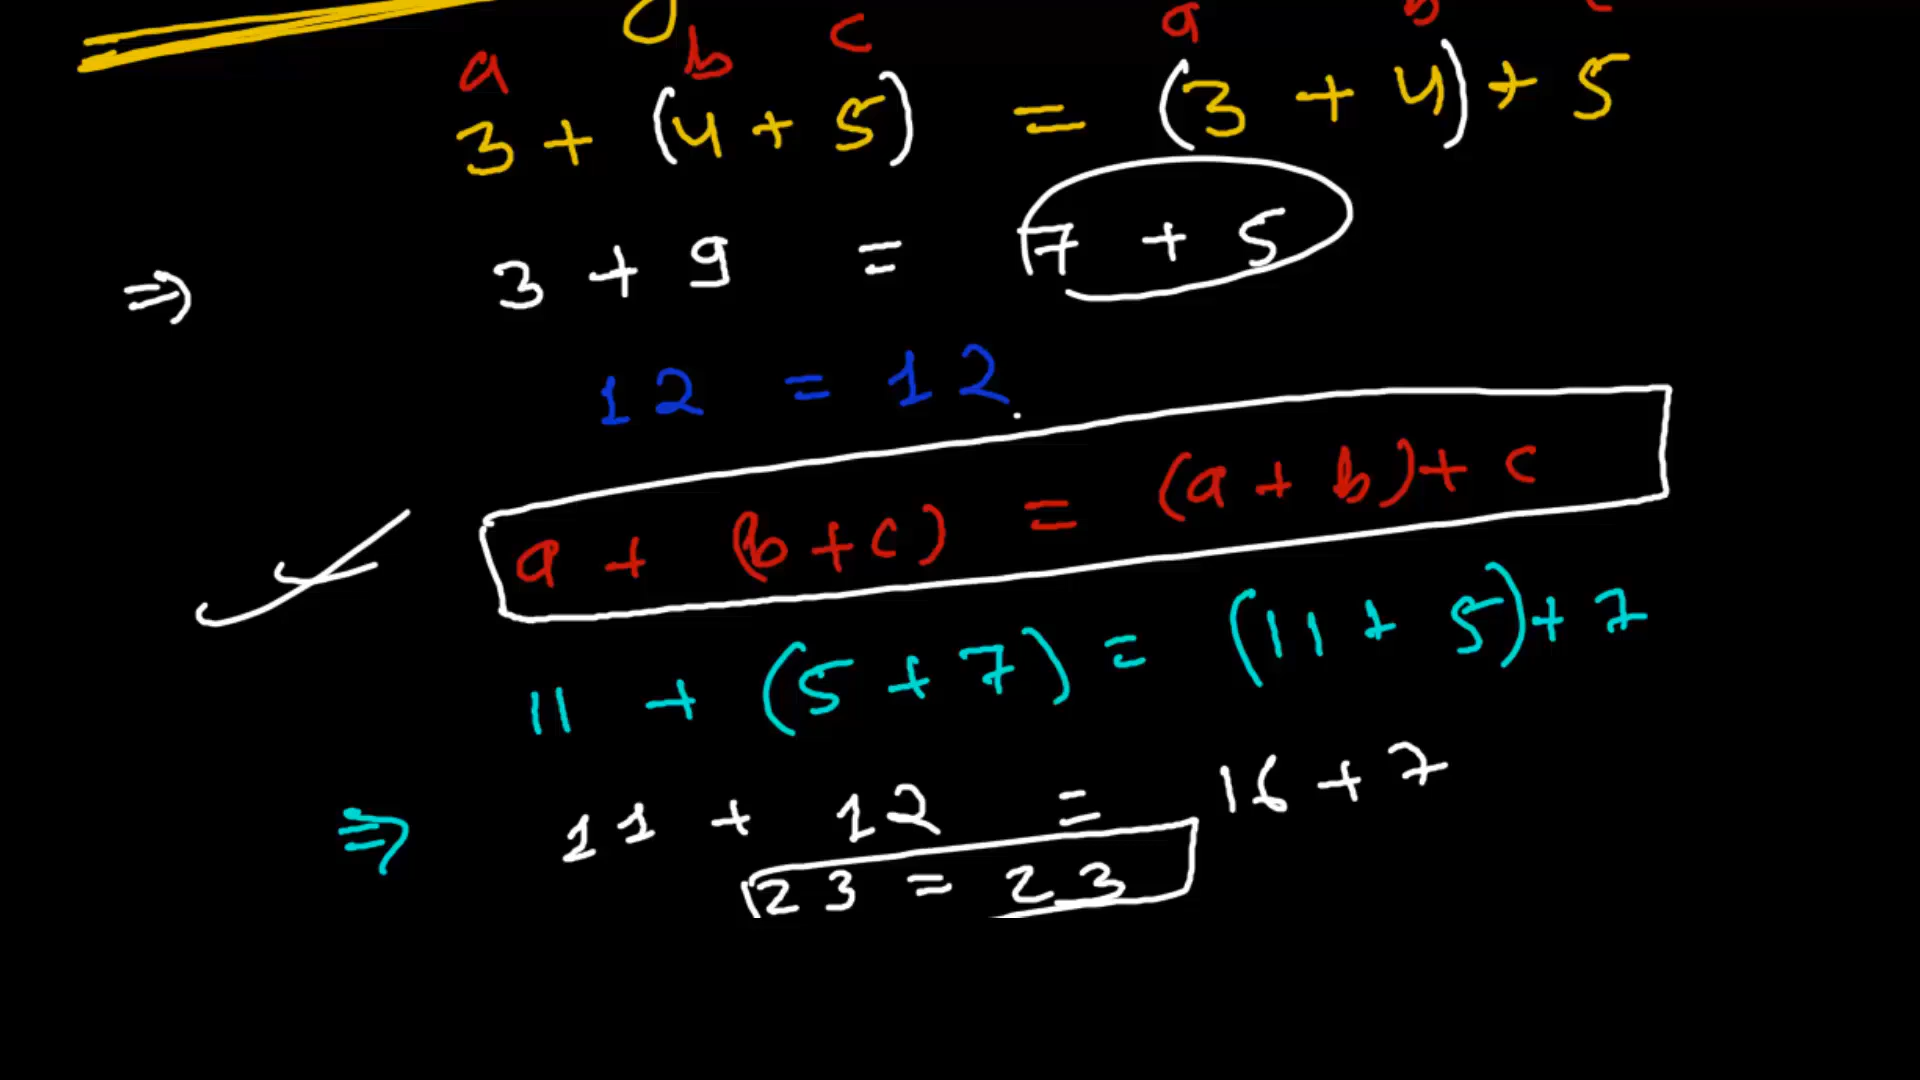 a b c a b c
3 + (4 + 5) = (3 + 4) + 5
⇒ 3 + 9 = 7 + 5
12 = 12
a + (b + c) = (a + b) + c
11 + (5 + 7) = (11 + 5) + 7
⇒ 11 + 12 = 16 + 7
23 = 23